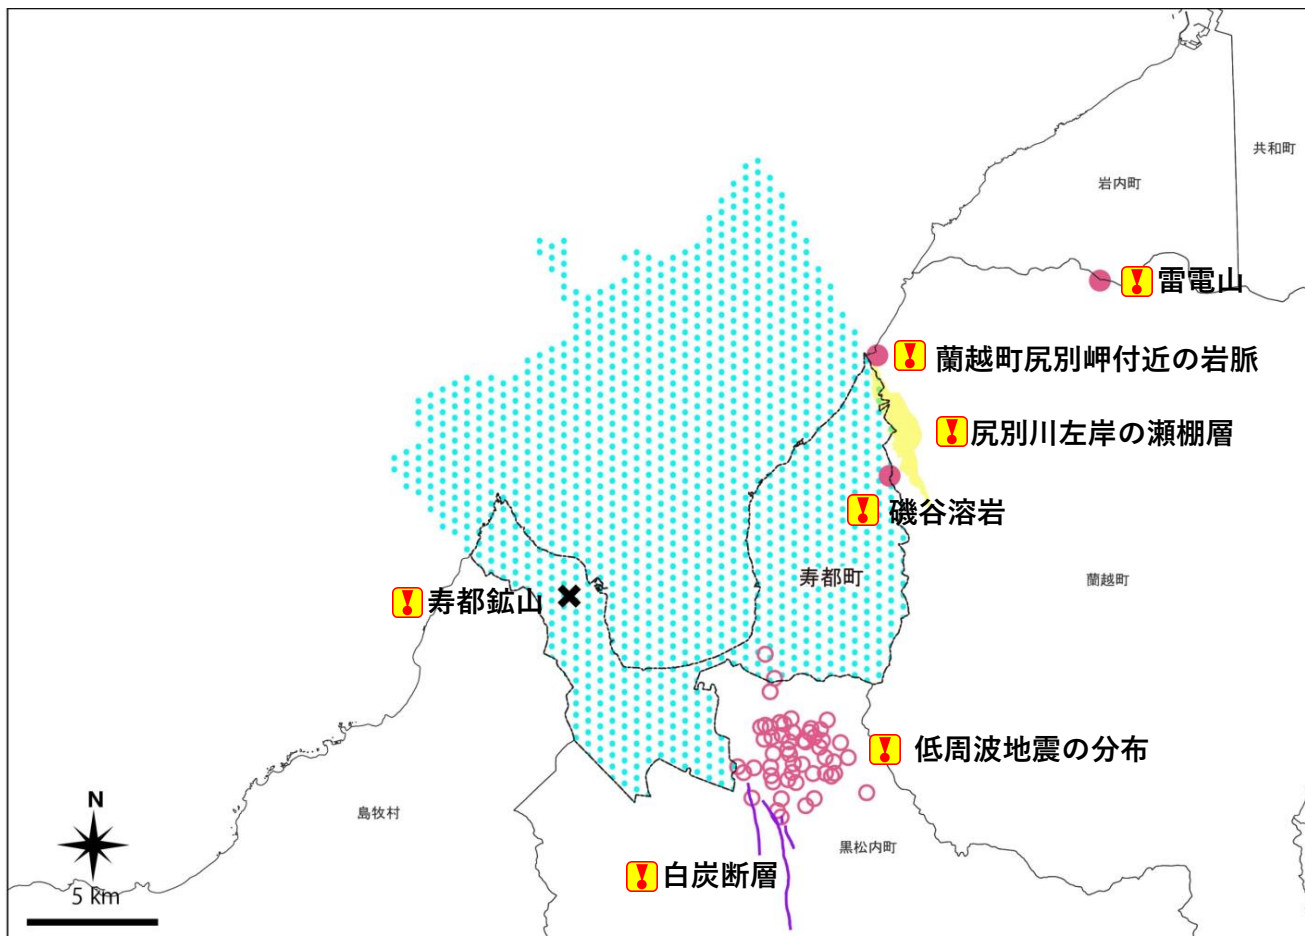 共和町
岩内町
雷電山
蘭越町尻別岬付近の岩脈
尻別川左岸の瀬棚層
磯谷溶岩
寿都町
蘭越町
寿都鉱山
低周波地震の分布
島牧村
黒松内町
白炭断層
N
5 km